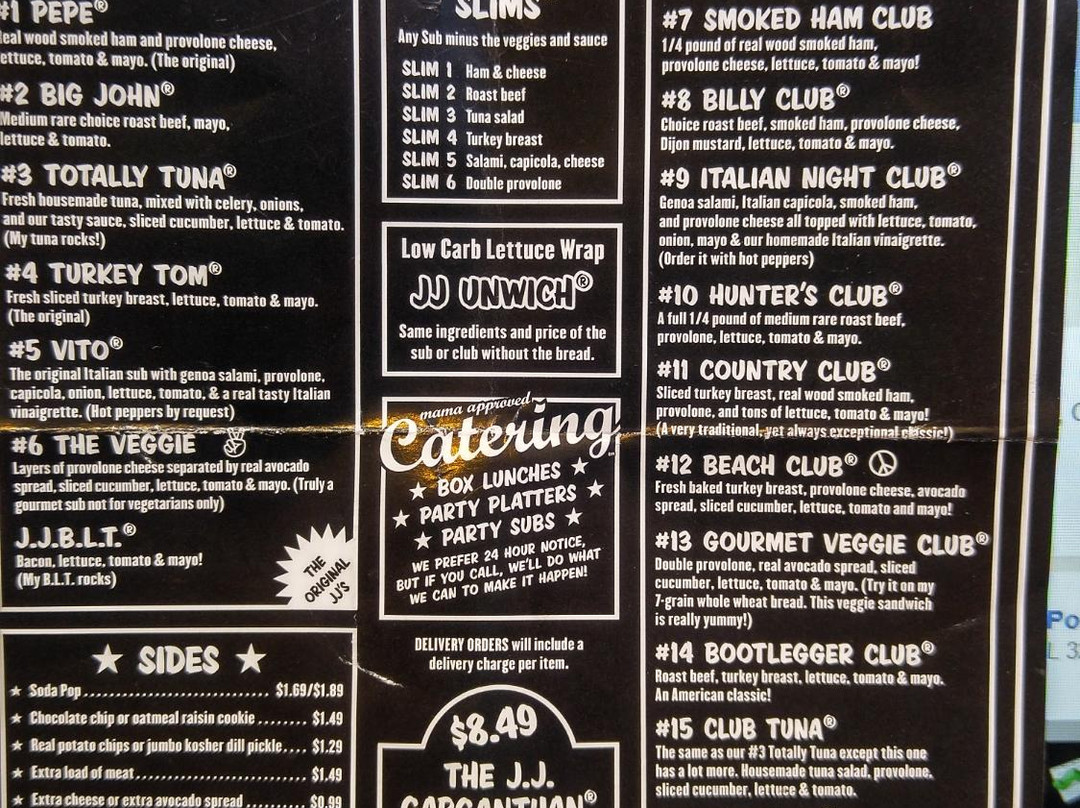 #1 PEPE®
eal wood smoked ham and provolone cheese,
ettuce, tomato & mayo. (The original)
#2 BIG JOHN®
Medium rare choice roast beef, mayo,
lettuce & tomato.
#3 TOTALLY TUNA®
Fresh housemade tuna, mixed with celery, onions,
and our tasty sauce, sliced cucumber, lettuce & tomato.
(My tuna rocks!)
#4 TURKEY TOM®
Fresh sliced turkey breast, lettuce, tomato & mayo.
(The original)
#5 VITO®
The original Italian sub with genoa salami, provolone,
capicola, onion, lettuce, tomato, & a real tasty Italian
vinaigrette. (Hot peppers by request)
#6 THE VEGGIE
Layers of provolone cheese separated by real avocado
spread, sliced cucumber, lettuce, tomato & mayo. (Truly a
gourmet sub not for vegetarians only)
J.J.B.L.T.®
Bacon, lettuce, tomato & mayo!
(My B.L.T. rocks)
THE
ORIGINAL
JJ'S
★ SIDES ★
★ Soda Pop.............................. $1.69/$1.89
★ Chocolate chip or oatmeal raisin cookie ........ $1.49
★ Real potato chips or jumbo kosher dill pickle.... $1.29
★ Extra load of meat............................. $1.49
★ Extra cheese or extra avocado spread ........... $0.99
SLIMS
Any Sub minus the veggies and sauce
SLIM 1 Ham & cheese
SLIM 2 Roast beef
SLIM 3 Tuna salad
SLIM 4 Turkey breast
SLIM 5 Salami, capicola, cheese
SLIM 6 Double provolone
Low Carb Lettuce Wrap
JJ UNWICH®
Same ingredients and price of the
sub or club without the bread.
mama approved
Catering
★ BOX LUNCHES ★
★ PARTY PLATTERS ★
★ PARTY SUBS ★
WE PREFER 24 HOUR NOTICE,
BUT IF YOU CALL, WE'LL DO WHAT
WE CAN TO MAKE IT HAPPEN!
DELIVERY ORDERS will include a
delivery charge per item.
$8.49
THE J.J.
GARGANTUAN®
#7 SMOKED HAM CLUB
1/4 pound of real wood smoked ham,
provolone cheese, lettuce, tomato & mayo!
#8 BILLY CLUB®
Choice roast beef, smoked ham, provolone cheese,
Dijon mustard, lettuce, tomato & mayo.
#9 ITALIAN NIGHT CLUB®
Genoa salami, Italian capicola, smoked ham,
and provolone cheese all topped with lettuce, tomato,
onion, mayo & our homemade Italian vinaigrette.
(Order it with hot peppers)
#10 HUNTER'S CLUB®
A full 1/4 pound of medium rare roast beef,
provolone, lettuce, tomato & mayo.
#11 COUNTRY CLUB®
Sliced turkey breast, real wood smoked ham,
provolone, and tons of lettuce, tomato & mayo!
(A very traditional, yet always exceptional classic!)
#12 BEACH CLUB®
Fresh baked turkey breast, provolone cheese, avocado
spread, sliced cucumber, lettuce, tomato and mayo!
#13 GOURMET VEGGIE CLUB®
Double provolone, real avocado spread, sliced
cucumber, lettuce, tomato & mayo. (Try it on my
7-grain whole wheat bread. This veggie sandwich
is really yummy!)
#14 BOOTLEGGER CLUB®
Roast beef, turkey breast, lettuce, tomato & mayo.
An American classic!
#15 CLUB TUNA®
The same as our #3 Totally Tuna except this one
has a lot more. Housemade tuna salad, provolone,
sliced cucumber, lettuce & tomato.
Po